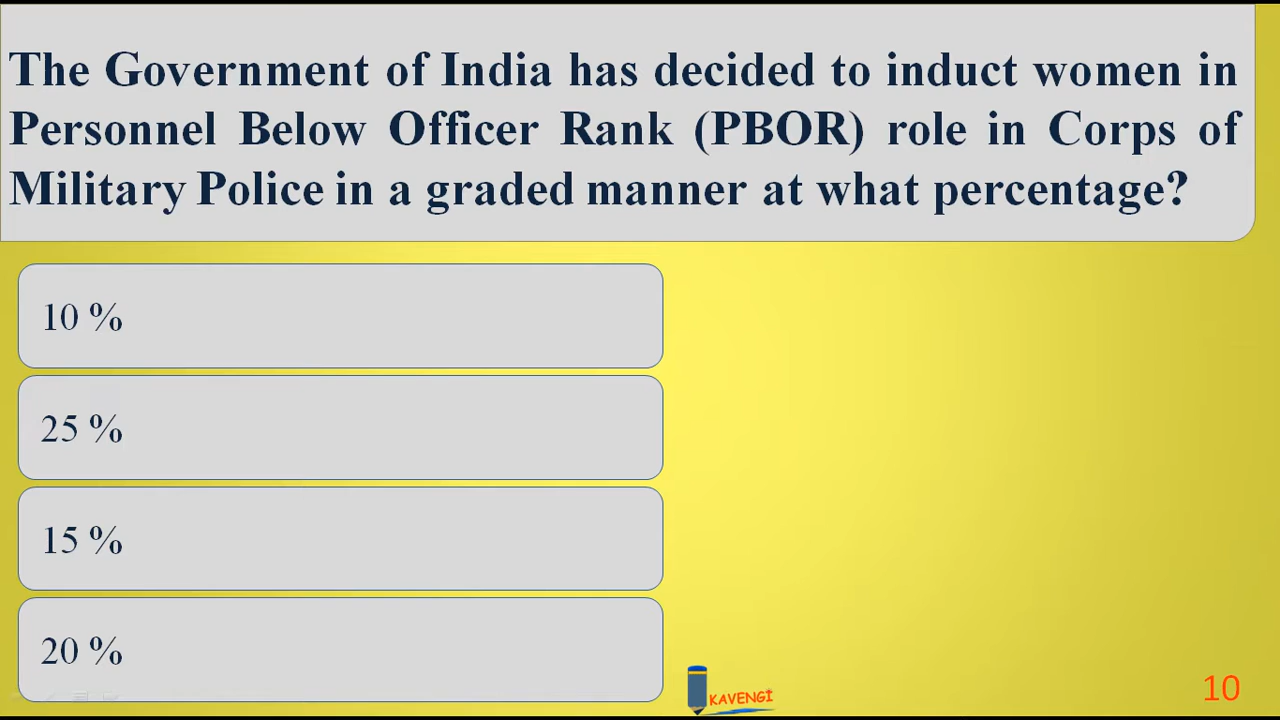 The Government of India has decided to induct women in
Personnel Below Officer Rank (PBOR) role in Corps of
Military Police in a graded manner at what percentage?
10 %
25 %
15 %
20 %
KAVENGI
10